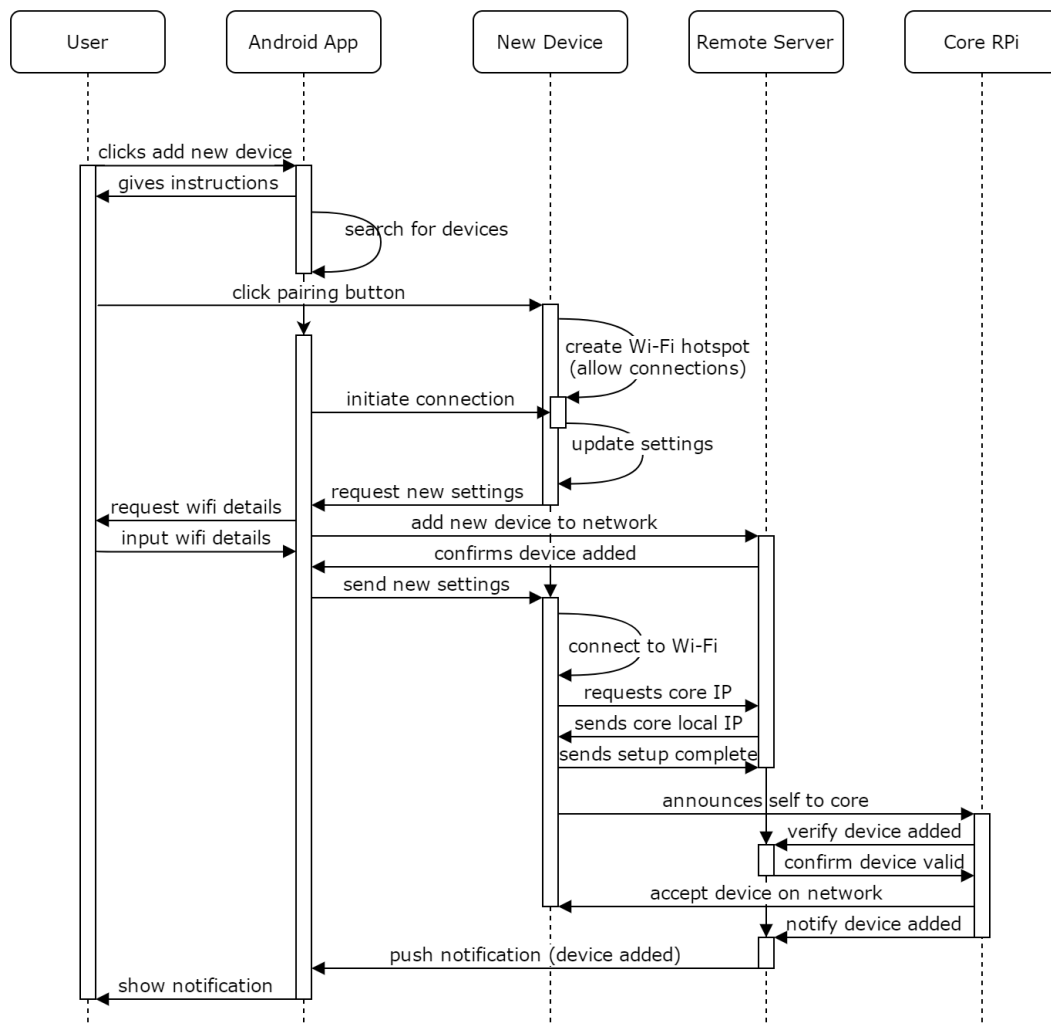 User
Android App
New Device
Remote Server
Core RPi
clicks add new device
gives instructions
search for devices
click pairing button
create Wi-Fi hotspot
(allow connections)
initiate connection
update settings
request new settings
request wifi details
add new device to network
input wifi details
confirms device added
send new settings
connect to Wi-Fi
requests core IP
sends core local IP
sends setup complete
announces self to core
verify device added
confirm device valid
accept device on network
notify device added
push notification (device added)
show notification